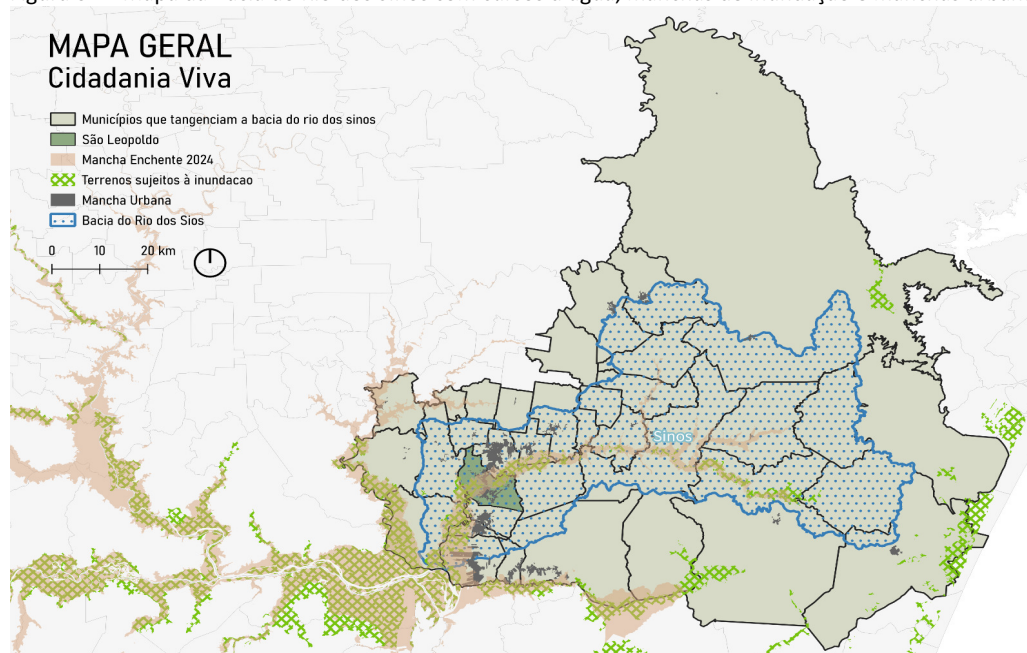 MAPA GERAL
Cidadania Viva
Municípios que tangenciam a bacia do rio dos sinos
São Leopoldo
Mancha Enchente 2024
Terrenos sujeitos à inundacao
Mancha Urbana
Bacia do Rio dos Sios
0 10 20 km
Sinos